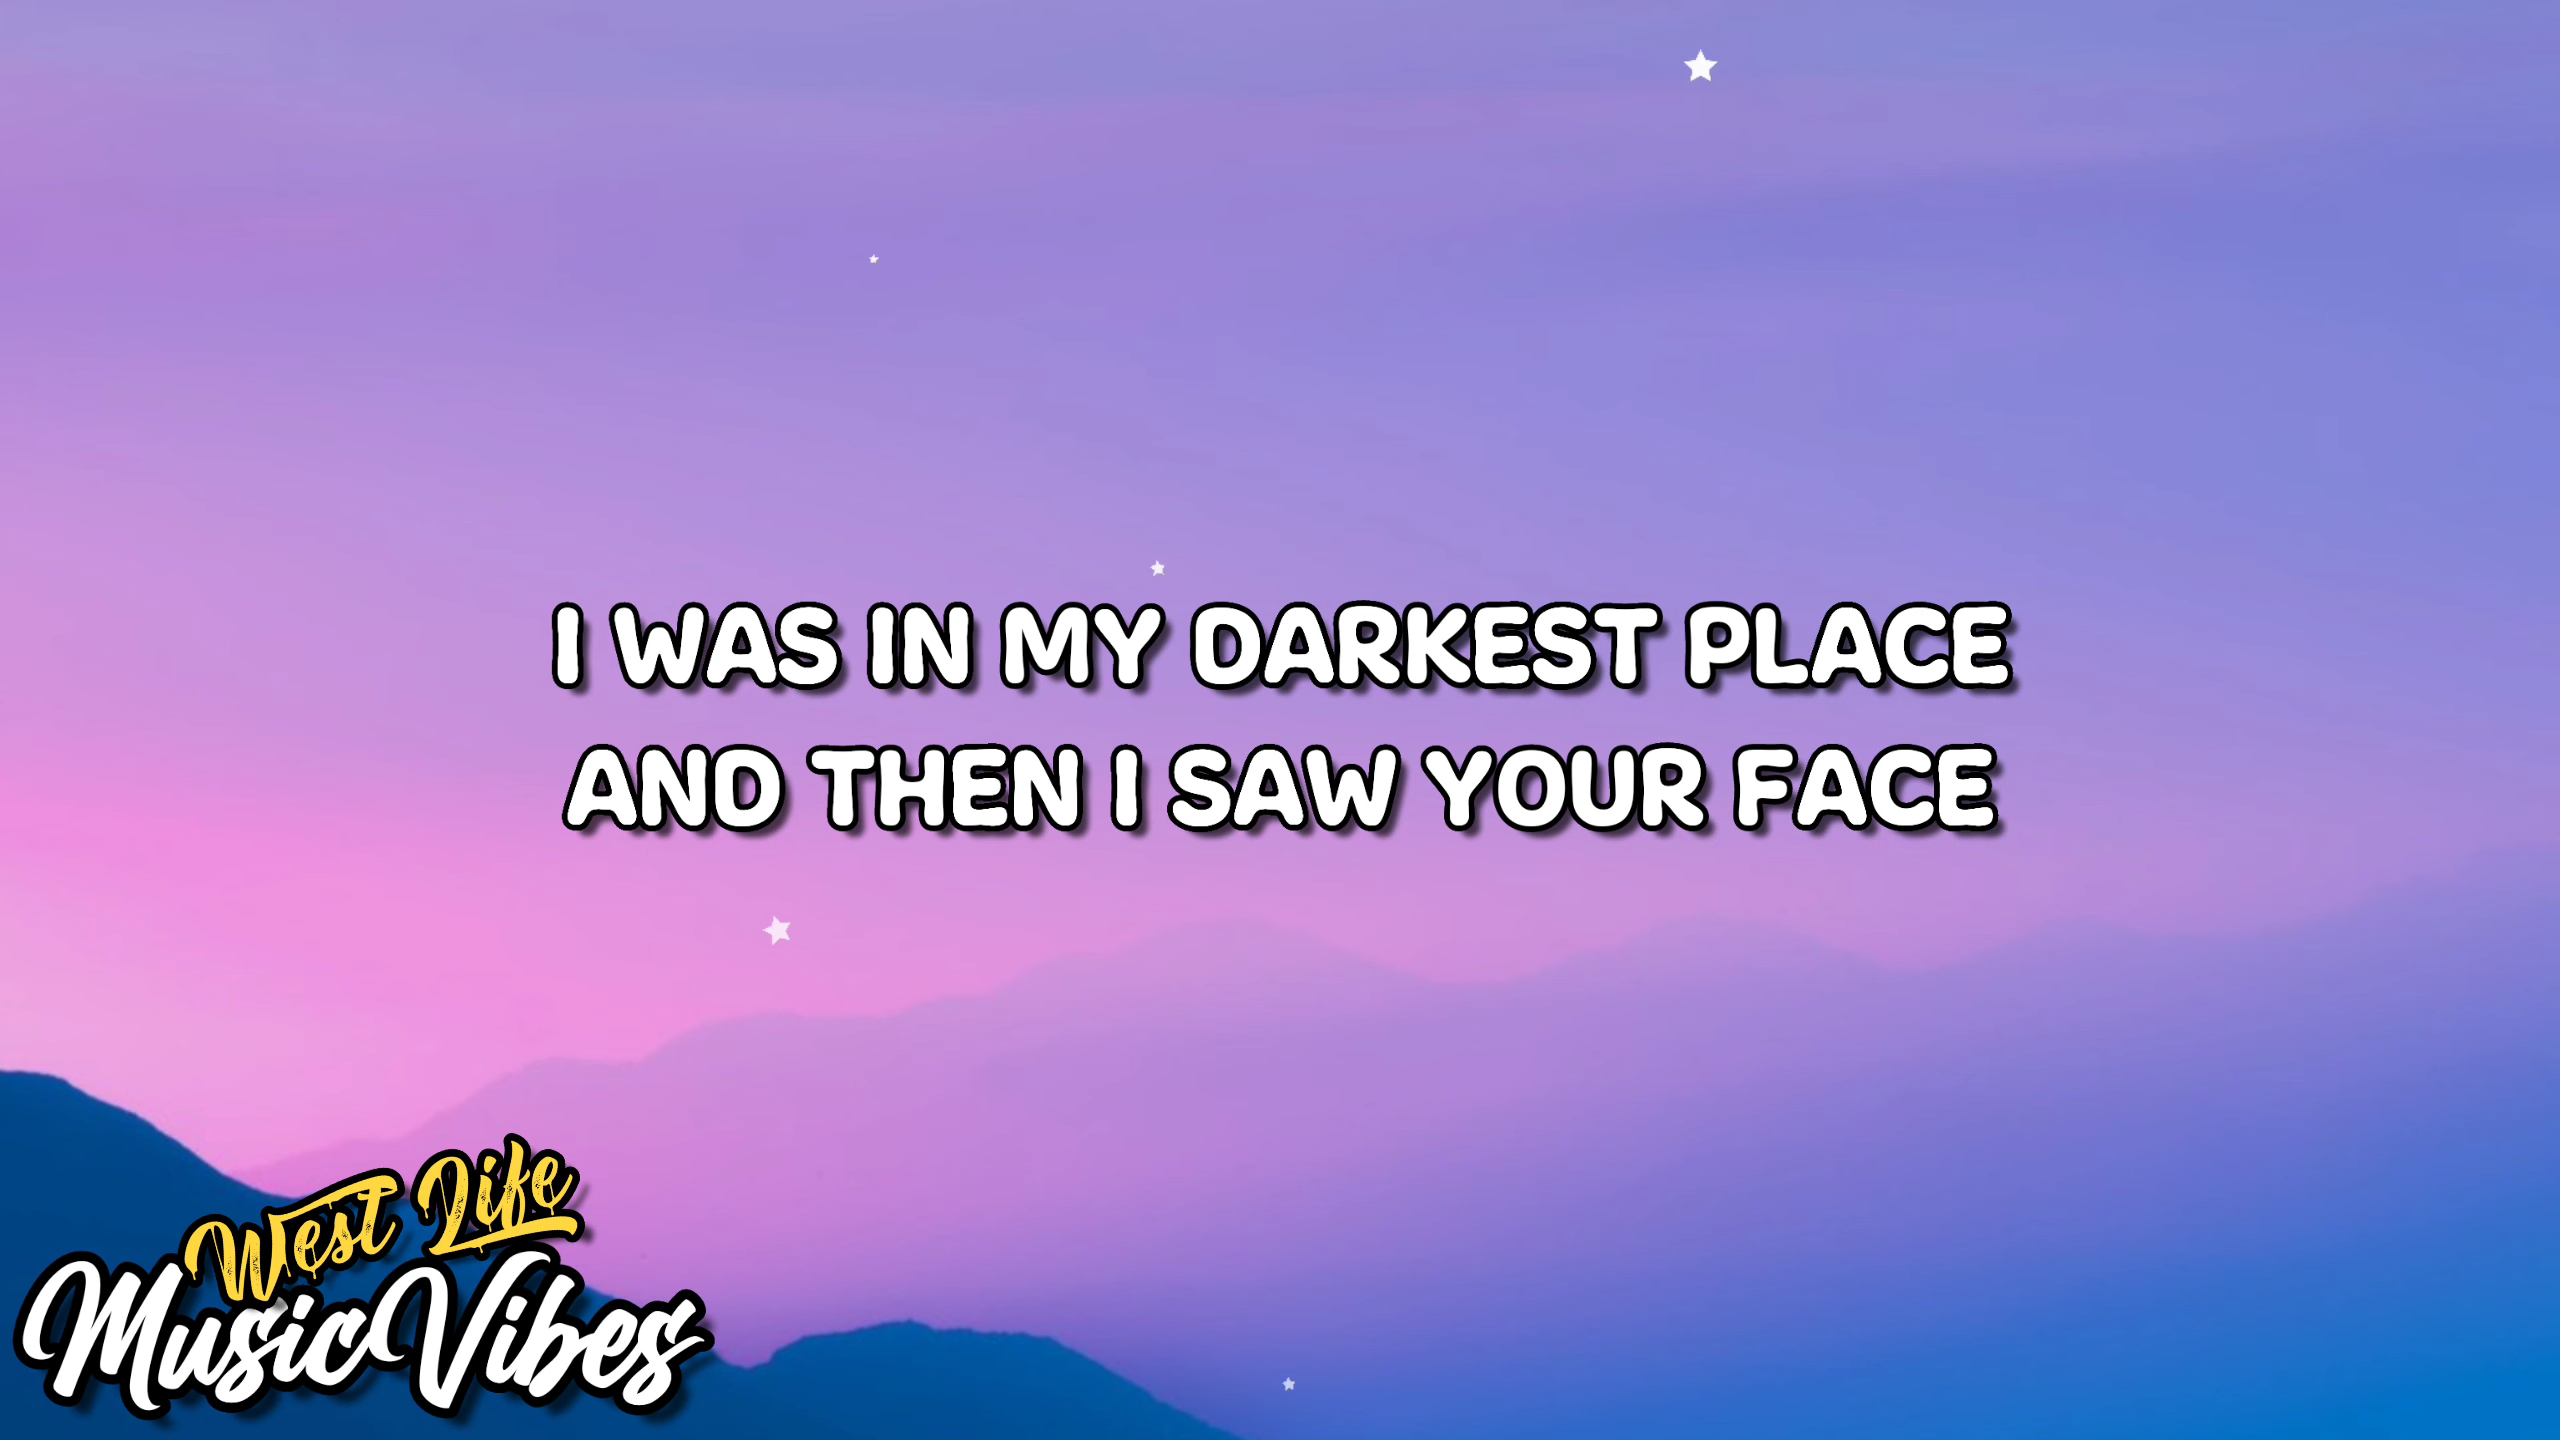 I WAS IN MY DARKEST PLACE
AND THEN I SAW YOUR FACE
West Life
Music Vibes